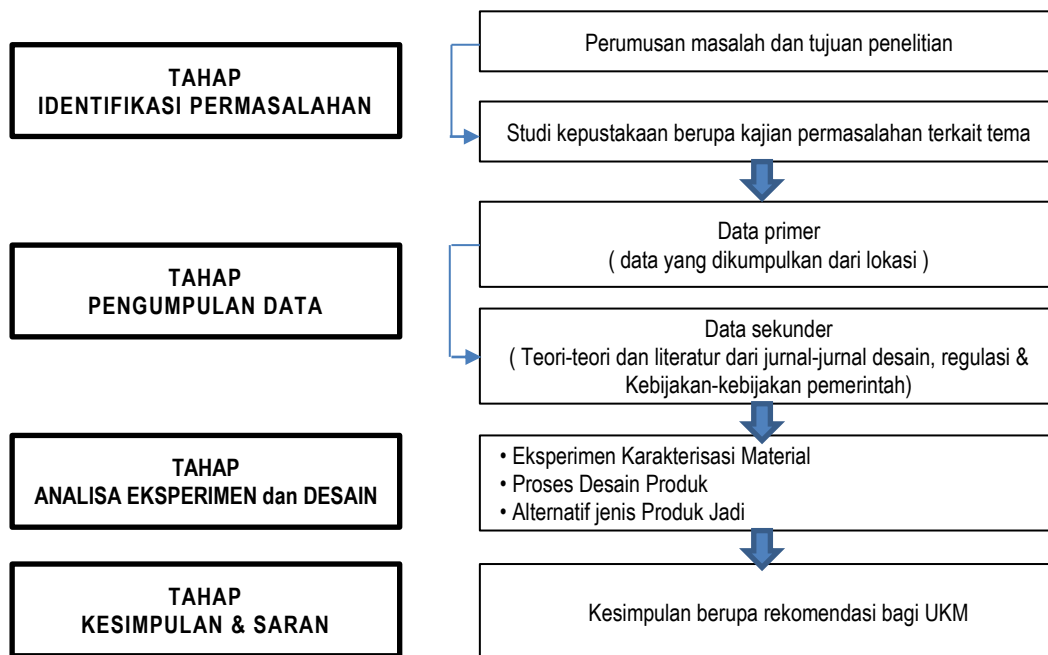 TAHAP
IDENTIFIKASI PERMASALAHAN
Perumusan masalah dan tujuan penelitian
Studi kepustakaan berupa kajian permasalahan terkait tema
TAHAP
PENGUMPULAN DATA
Data primer
( data yang dikumpulkan dari lokasi )
Data sekunder
( Teori-teori dan literatur dari jurnal-jurnal desain, regulasi &
Kebijakan-kebijakan pemerintah)
TAHAP
ANALISA EKSPERIMEN dan DESAIN
• Eksperimen Karakterisasi Material
• Proses Desain Produk
• Alternatif jenis Produk Jadi
TAHAP
KESIMPULAN & SARAN
Kesimpulan berupa rekomendasi bagi UKM